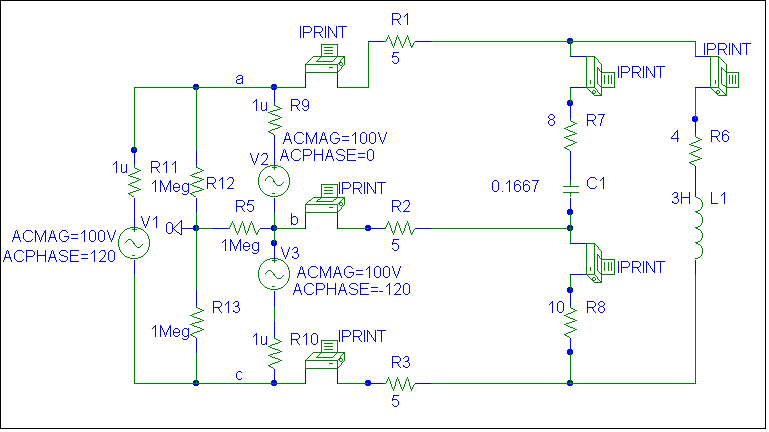 R1
IPRINT
5
IPRINT
IPRINT
a
1u
R9
8
R7
4
R6
ACMAG=100V
ACPHASE=0
V2
1u
R11
1Meg
R12
IPRINT
0.1667
C1
3H
L1
R5
b
R2
V1
0
1Meg
5
ACMAG=100V
ACPHASE=120
V3
ACMAG=100V
ACPHASE=-120
IPRINT
R13
10
R8
1Meg
1u
R10
IPRINT
c
R3
5